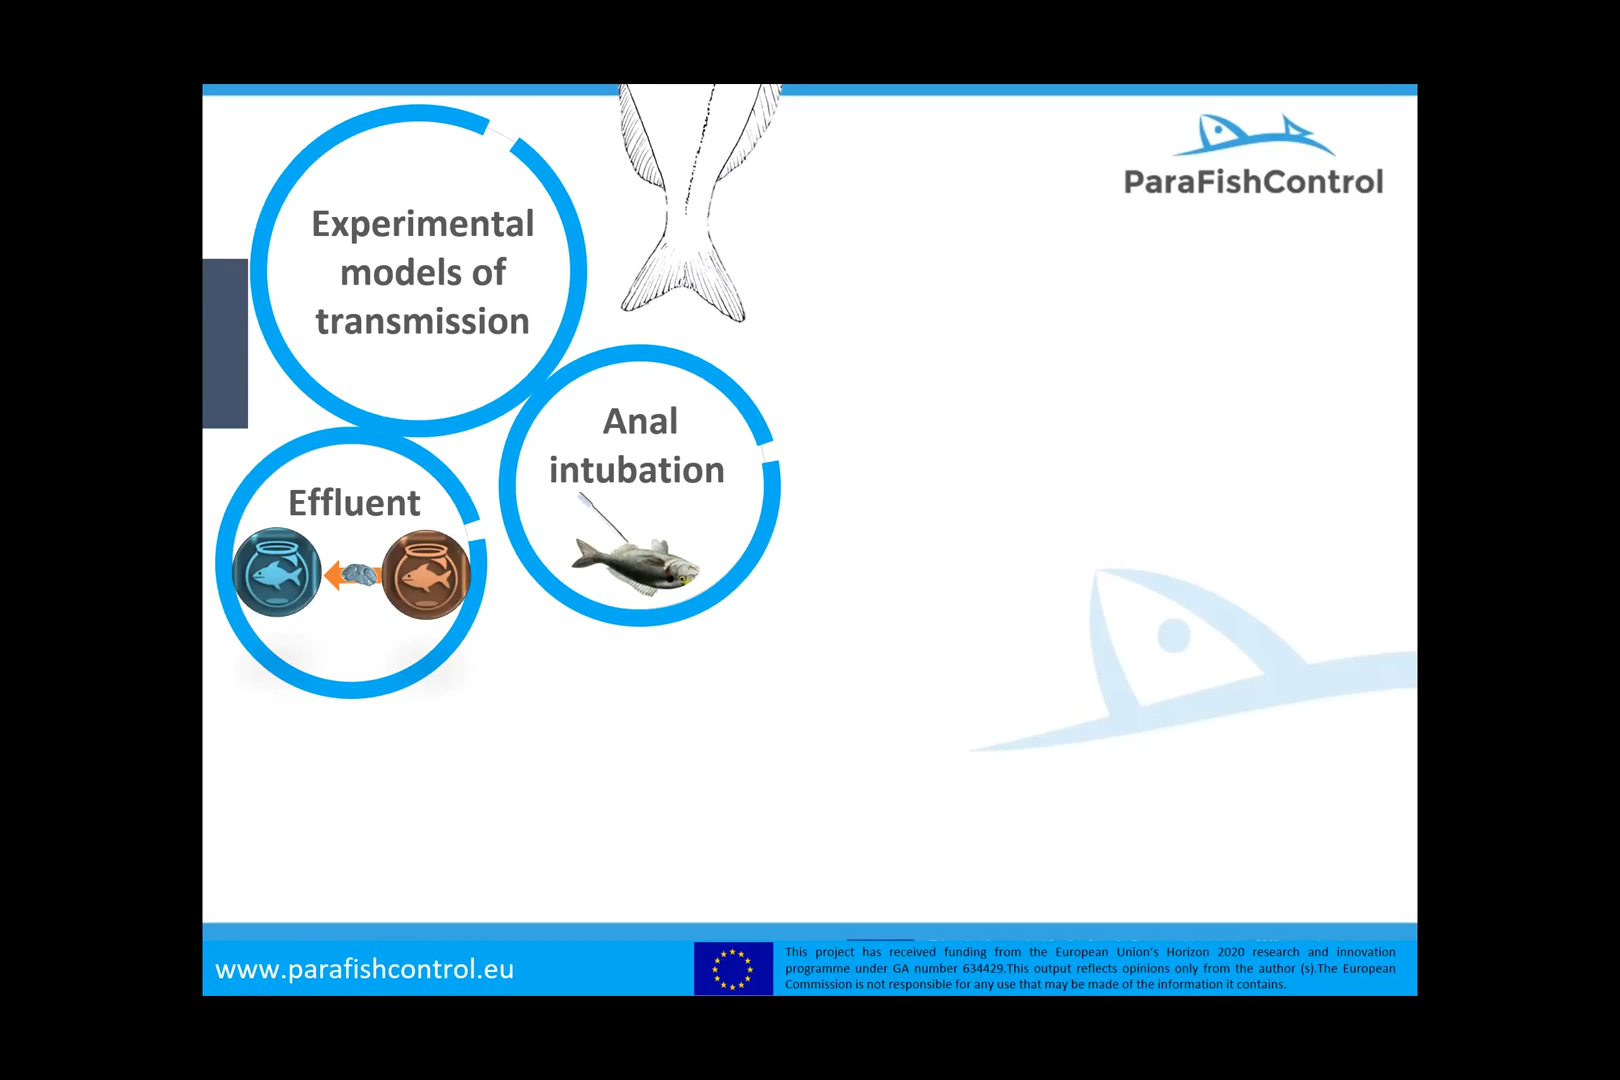 Experimental
models of
transmission
ParaFishControl
Anal
intubation
Effluent
www.parafishcontrol.eu
This project has received funding from the European Union’s Horizon 2020 research and innovation
programme under GA number 634429.This output reflects opinions only from the author (s).The European
Commission is not responsible for any use that may be made of the information it contains.